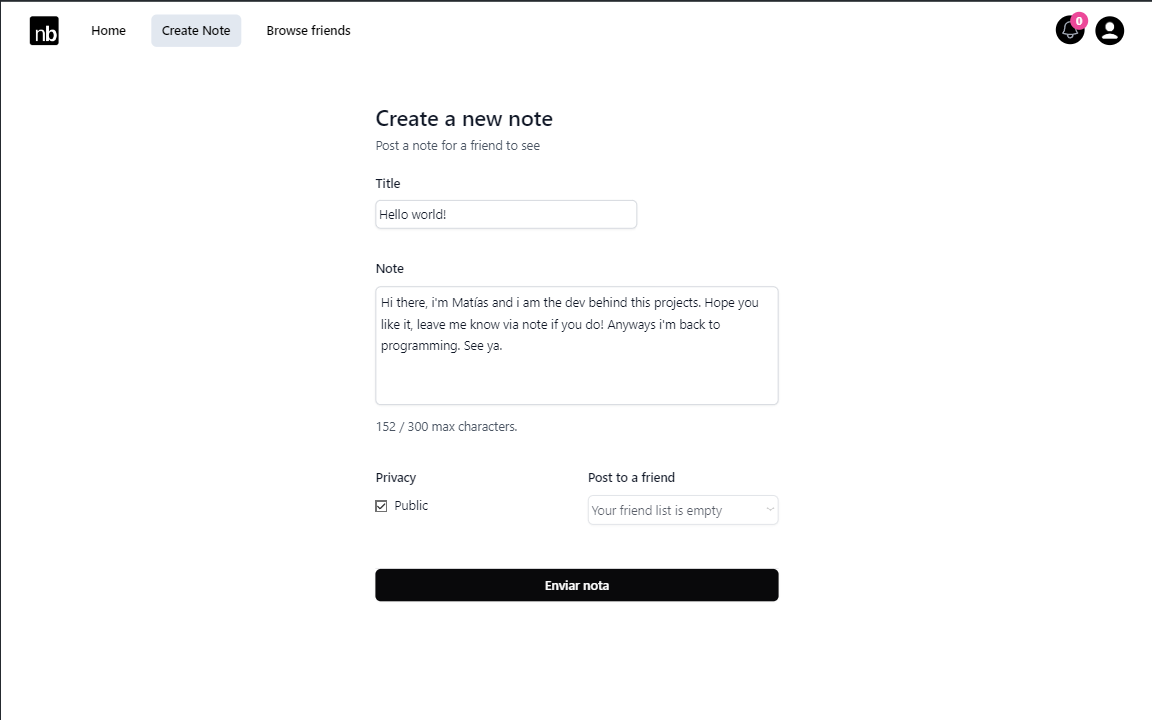 nb
Home
Create Note
Browse friends
0
Create a new note
Post a note for a friend to see
Title
Hello world!
Note
Hi there, i'm Matías and i am the dev behind this projects. Hope you
like it, leave me know via note if you do! Anyways i'm back to
programming. See ya.
152 / 300 max characters.
Privacy
Post to a friend
Public
Your friend list is empty
Enviar nota